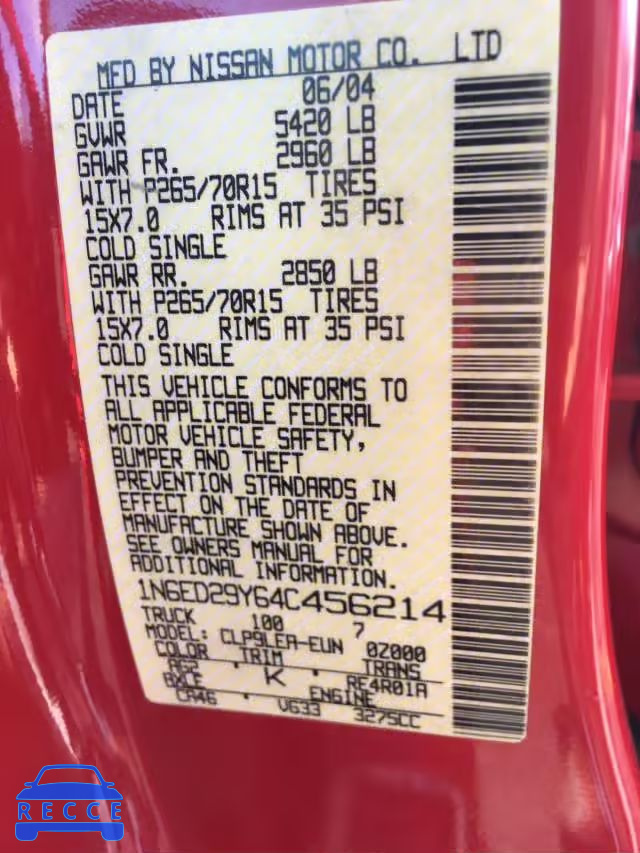 MFD BY NISSAN MOTOR CO. LTD
DATE 06/04
GVWR 5420 LB
GAWR FR. 2960 LB
WITH P265/70R15 TIRES
15X7.0 RIMS AT 35 PSI
COLD SINGLE
GAWR RR. 2850 LB
WITH P265/70R15 TIRES
15X7.0 RIMS AT 35 PSI
COLD SINGLE
THIS VEHICLE CONFORMS TO
ALL APPLICABLE FEDERAL
MOTOR VEHICLE SAFETY,
BUMPER AND THEFT
PREVENTION STANDARDS IN
EFFECT ON THE DATE OF
MANUFACTURE SHOWN ABOVE.
SEE OWNERS MANUAL FOR
ADDITIONAL INFORMATION
1N6ED29Y64C456214
TRUCK 100 7
MODEL: CLP9LEA-EUN 02000
COLOR TRIM TRANS
AG2 K RE4R01A
AXLE ENGINE
CA46 VG33 3275CC
RECCE